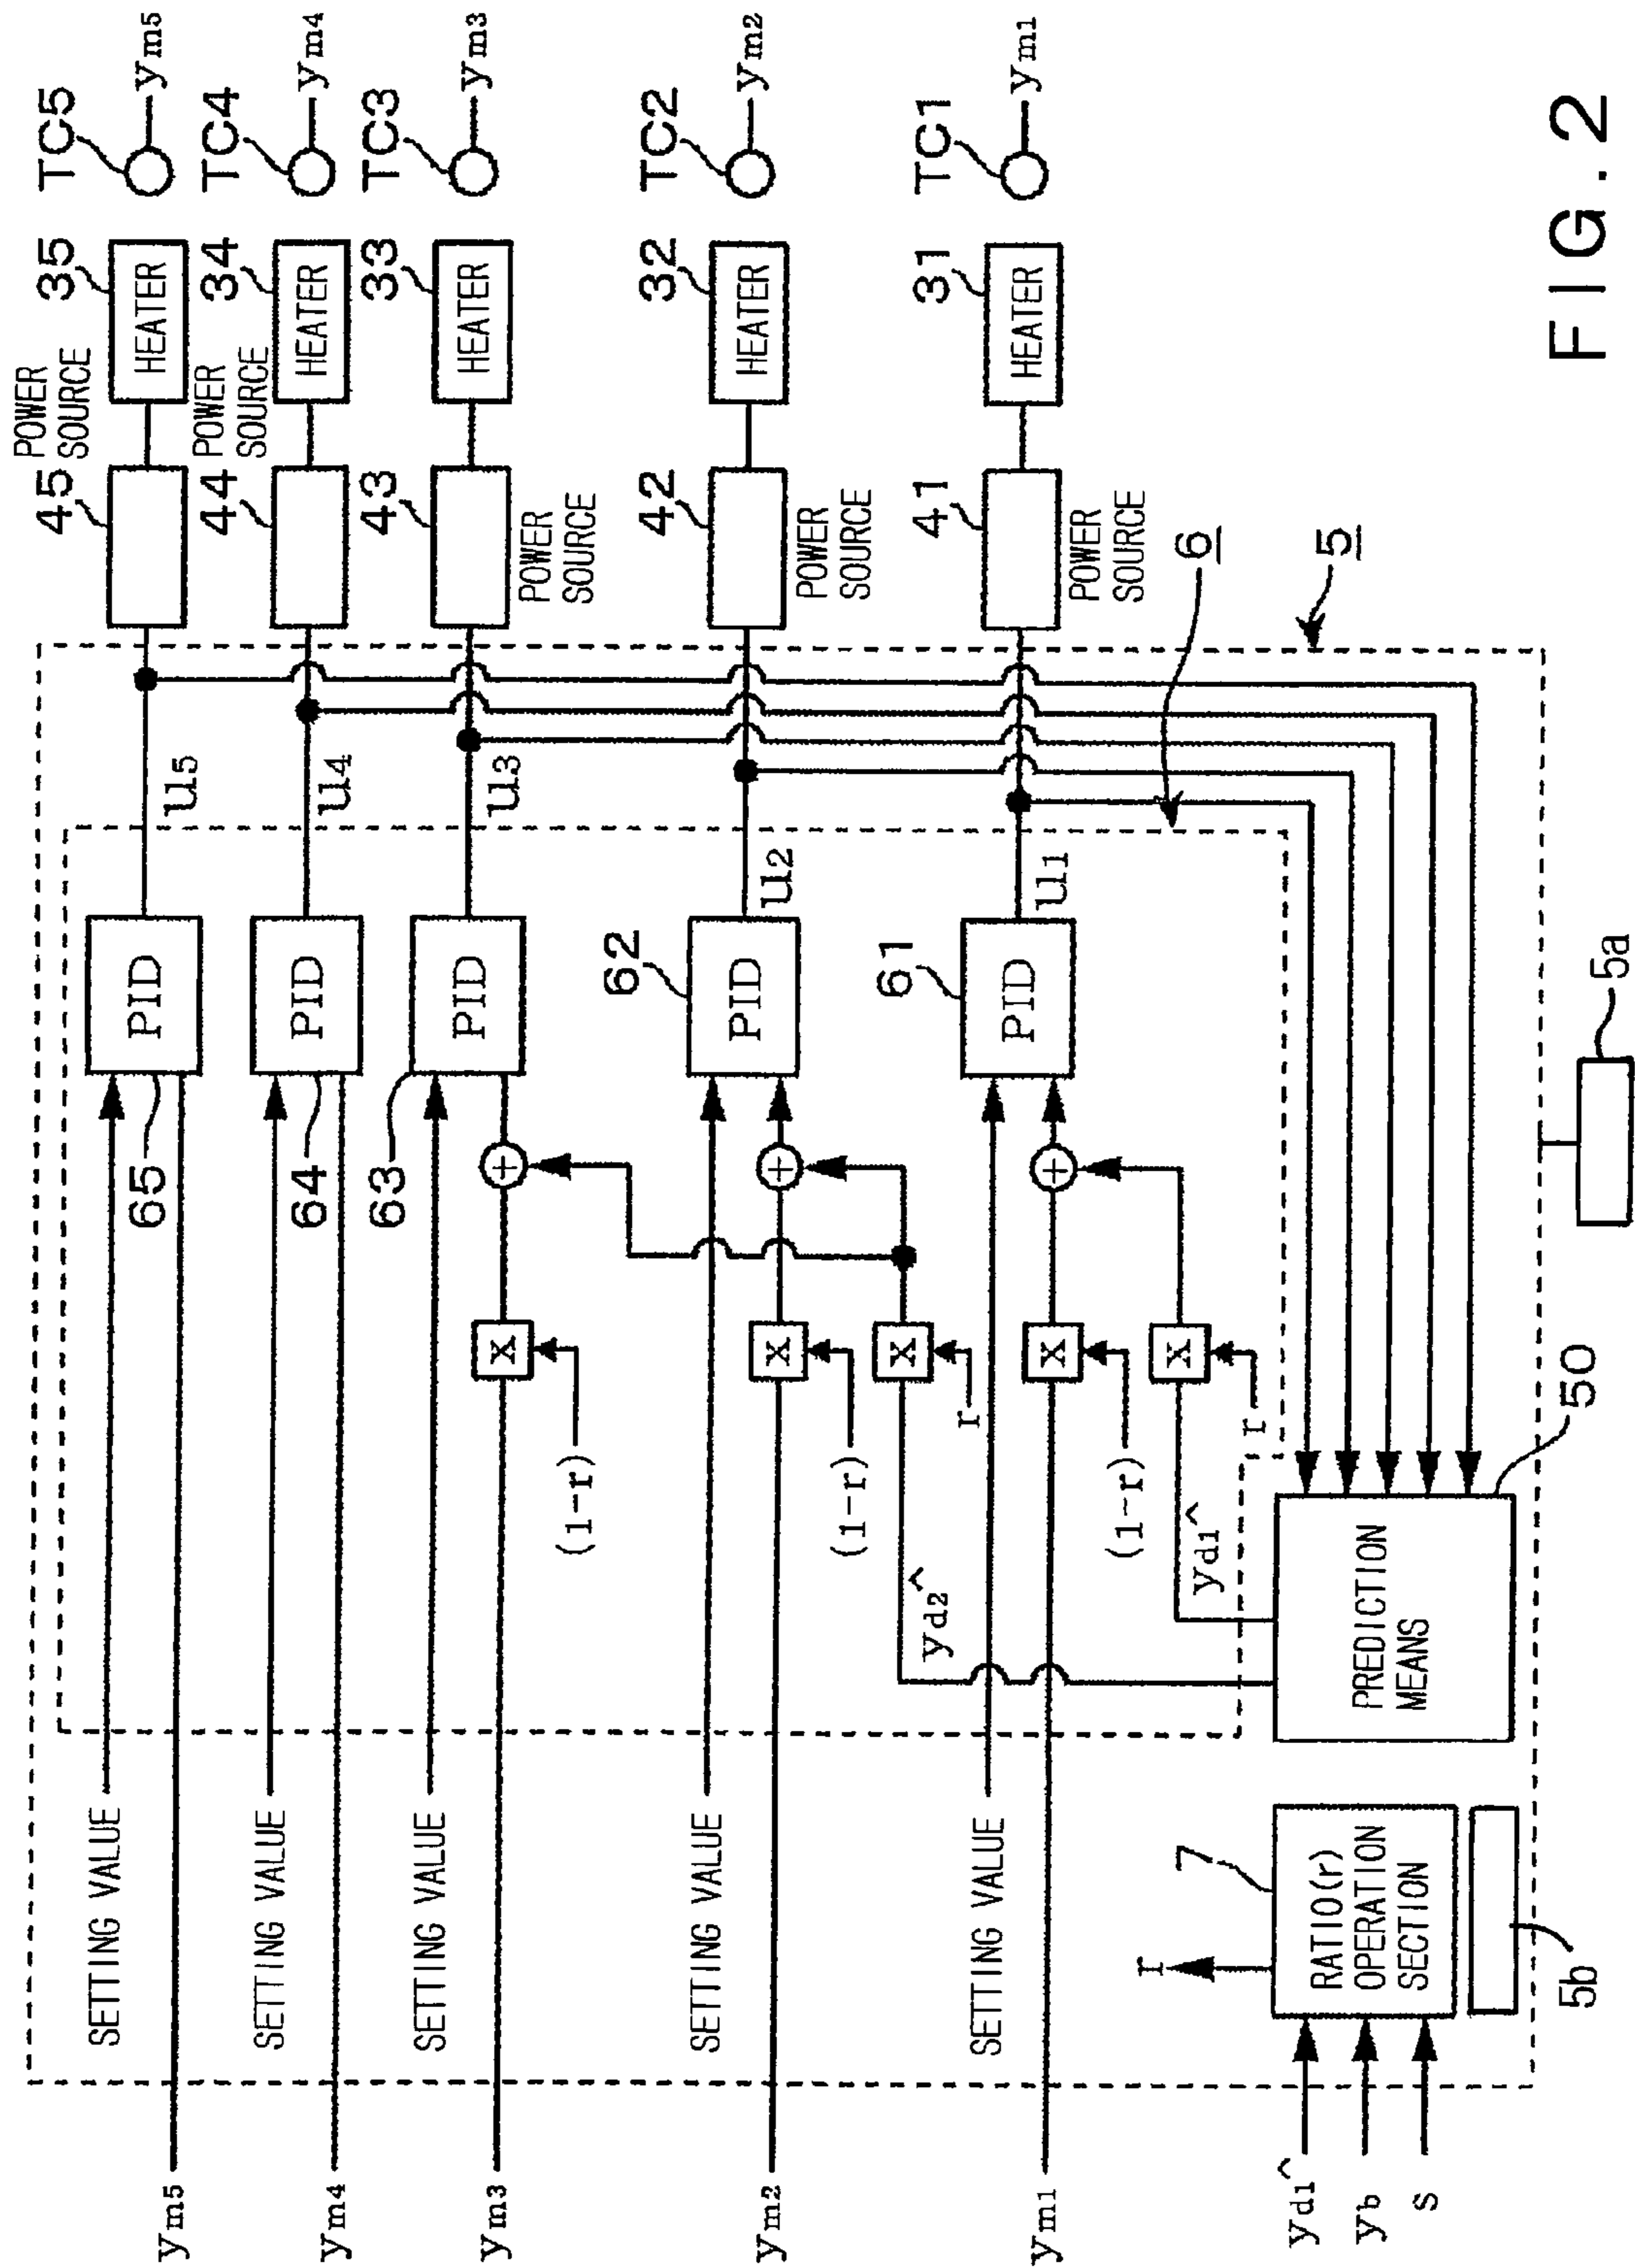 TC5
ym5
35
HEATER
POWER
SOURCE
45
u5
PID
65
SETTING VALUE
ym5
TC4
ym4
34
HEATER
POWER
SOURCE
44
u4
PID
64
SETTING VALUE
ym4
TC3
ym3
33
HEATER
43
POWER
SOURCE
u3
PID
63
+
X
(1-r)
SETTING VALUE
ym3
TC2
ym2
32
HEATER
42
POWER
SOURCE
u2
62
PID
+
X
(1-r)
X
r
yd2^
SETTING VALUE
ym2
TC1
ym1
31
HEATER
41
POWER
SOURCE
u1
61
PID
+
X
(1-r)
X
r
yd1^
SETTING VALUE
ym1
6
5
5a
50
PREDICTION
MEANS
7
r
RATIO(r)
OPERATION
SECTION
5b
yd1^
yb
s
FIG.2